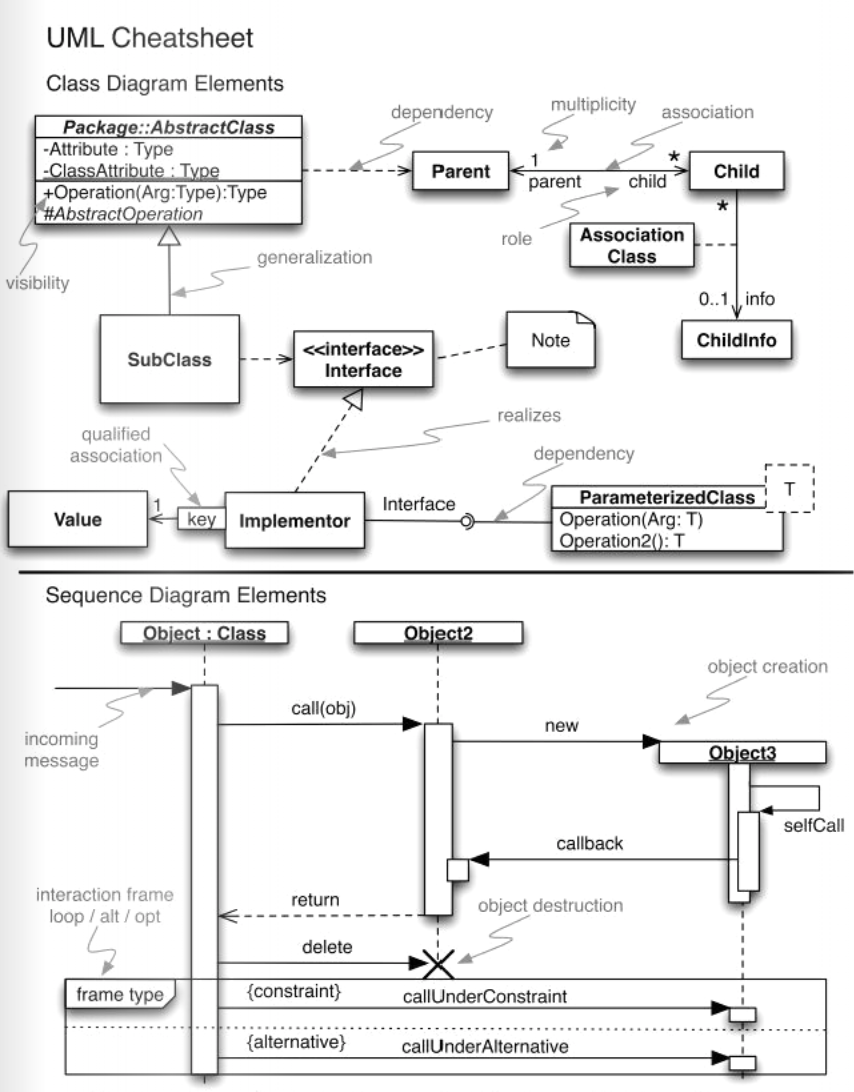 UML Cheatsheet
Class Diagram Elements
Package::AbstractClass
-Attribute : Type
-ClassAttribute : Type
+Operation(Arg:Type):Type
#AbstractOperation
visibility
generalization
dependency
Parent
multiplicity
association
1
parent
child
*
role
Child
*
Association
Class
0..1 info
ChildInfo
SubClass
<<interface>>
Interface
Note
realizes
qualified
association
Value
1
key
Implementor
Interface
dependency
ParameterizedClass
T
Operation(Arg: T)
Operation2(): T
Sequence Diagram Elements
Object : Class
Object2
object creation
incoming
message
call(obj)
new
Object3
selfCall
callback
interaction frame
loop / alt / opt
return
object destruction
delete
frame type
{constraint}
callUnderConstraint
{alternative}
callUnderAlternative